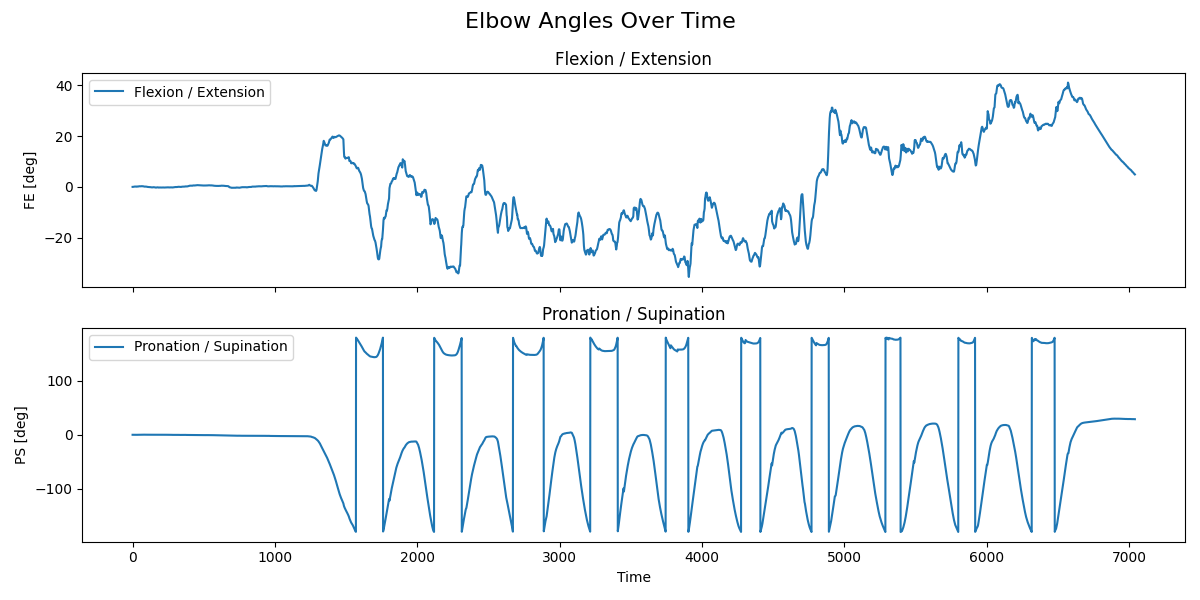 Elbow Angles Over Time
Flexion / Extension
Flexion / Extension
FE [deg]
40
20
0
−20
Pronation / Supination
Pronation / Supination
PS [deg]
100
0
−100
0 1000 2000 3000 4000 5000 6000 7000
Time